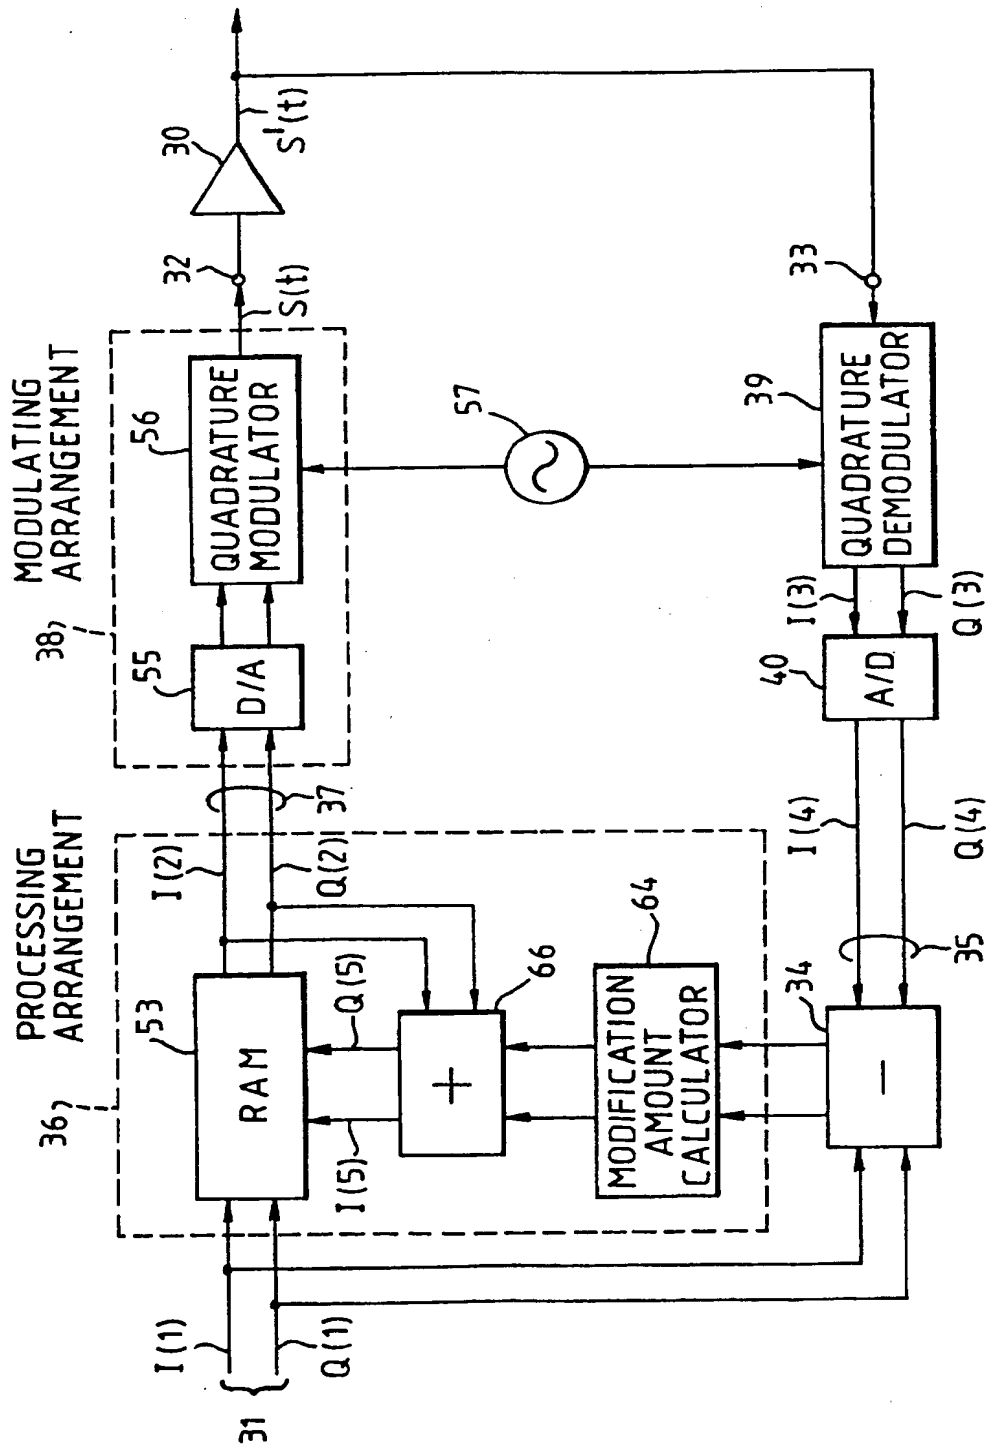 PROCESSING
ARRANGEMENT
MODULATING
ARRANGEMENT
36
38
31
I(1)
Q(1)
53
RAM
I(2)
Q(2)
37
55
D/A
56
QUADRATURE
MODULATOR
32
S(t)
30
S'(t)
I(5)
Q(5)
66
+
64
MODIFICATION
AMOUNT
CALCULATOR
57
34
−
35
I(4)
Q(4)
40
A/D
I(3)
Q(3)
39
QUADRATURE
DEMODULATOR
33